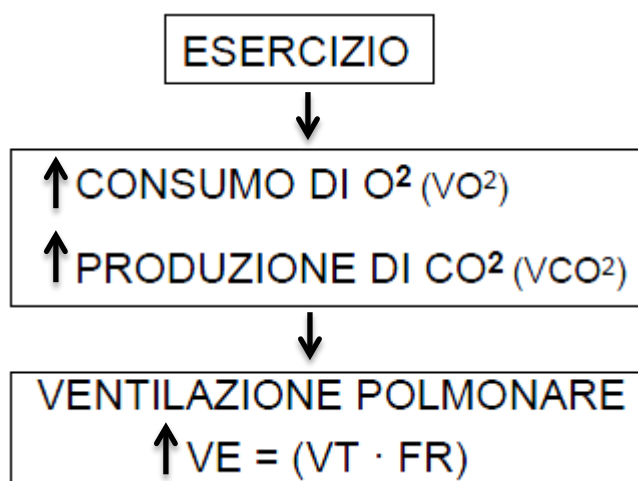 ESERCIZIO
↑ CONSUMO DI O² (VO²)
↑ PRODUZIONE DI CO² (VCO²)
VENTILAZIONE POLMONARE
↑ VE = (VT · FR)